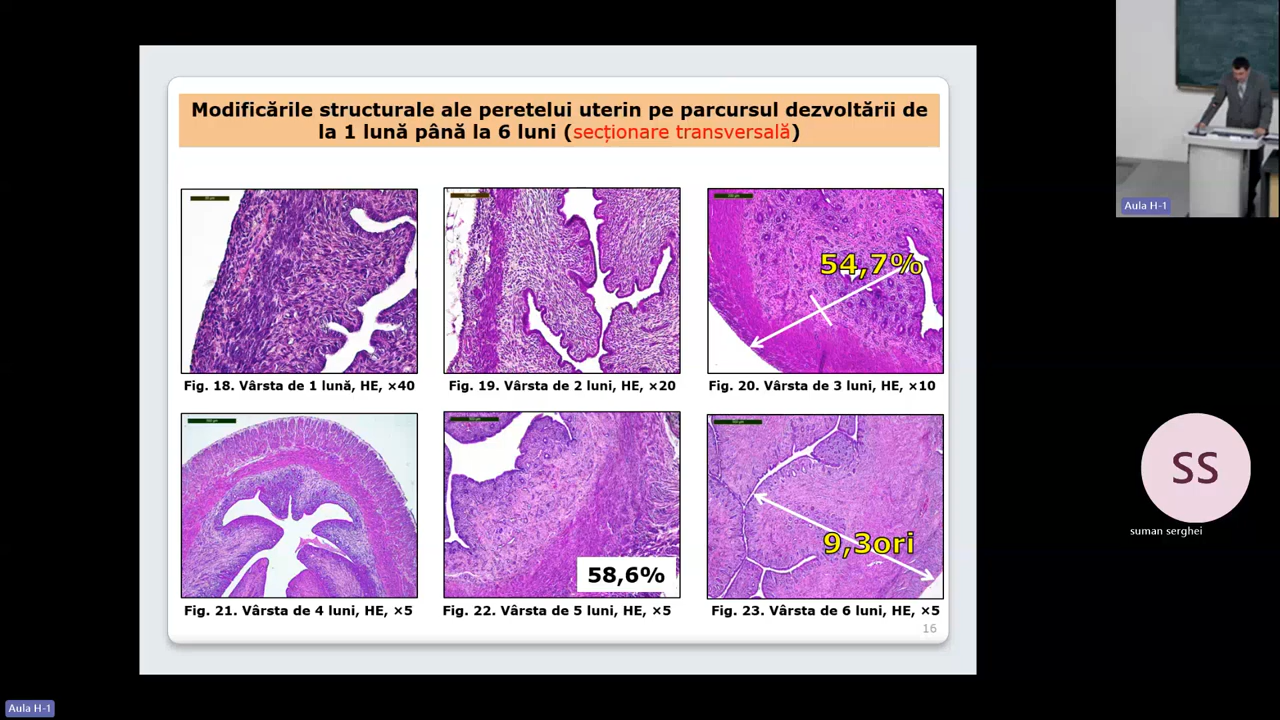 Modificările structurale ale peretelui uterin pe parcursul dezvoltării de
la 1 lună până la 6 luni (secționare transversală)
54,7%
Fig. 18. Vârsta de 1 lună, HE, ×40
Fig. 19. Vârsta de 2 luni, HE, ×20
Fig. 20. Vârsta de 3 luni, HE, ×10
58,6%
9,3ori
Fig. 21. Vârsta de 4 luni, HE, ×5
Fig. 22. Vârsta de 5 luni, HE, ×5
Fig. 23. Vârsta de 6 luni, HE, ×5
16
Aula H-1
SS
suman serghei
Aula H-1